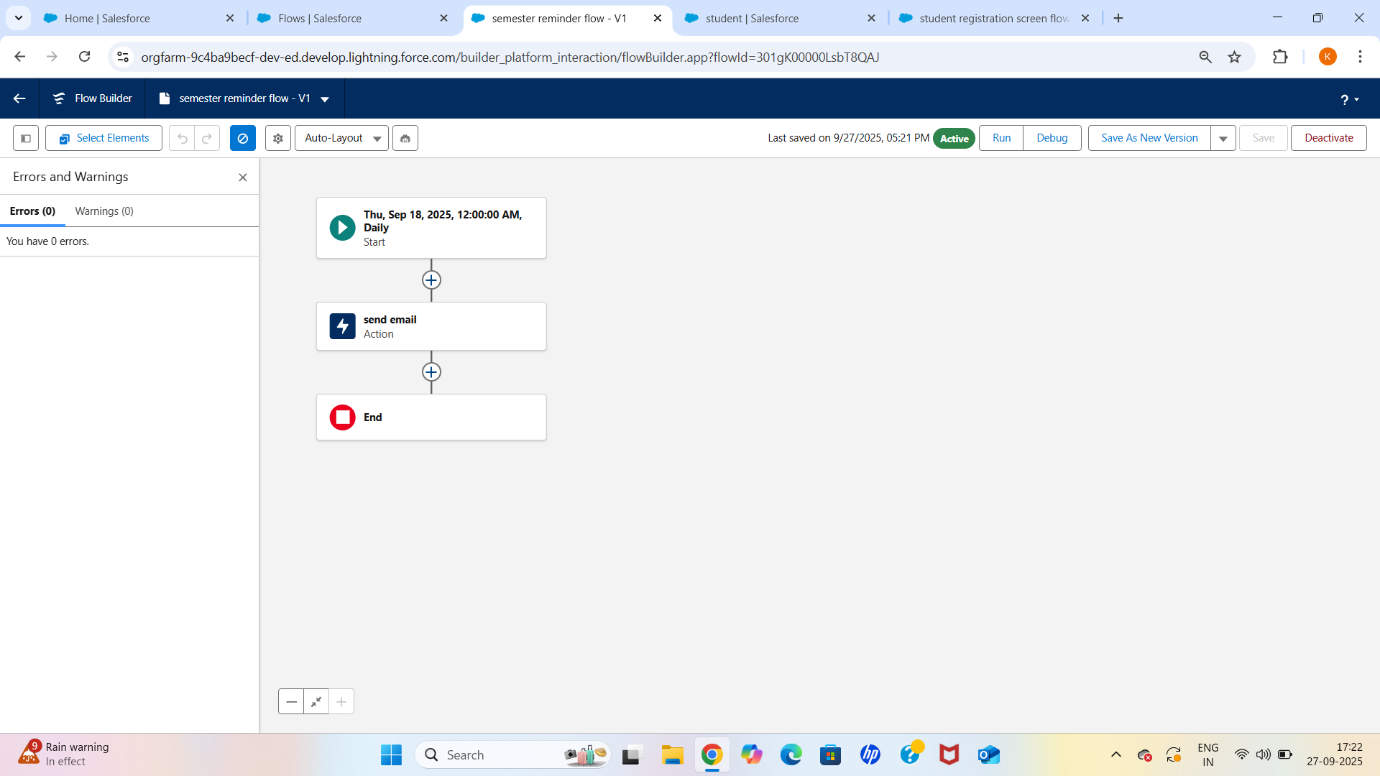 Home | Salesforce
Flows | Salesforce
semester reminder flow - V1
student | Salesforce
student registration screen flow
orgfarm-9c4ba9becf-dev-ed.develop.lightning.force.com/builder_platform_interaction/flowBuilder.app?flowId=301gK00000LsbT8QAJ
K
Flow Builder
semester reminder flow - V1
?
Select Elements
Auto-Layout
Last saved on 9/27/2025, 05:21 PM
Active
Run
Debug
Save As New Version
Save
Deactivate
Errors and Warnings
Errors (0)
Warnings (0)
You have 0 errors.
Thu, Sep 18, 2025, 12:00:00 AM,
Daily
Start
send email
Action
End
9
Rain warning
In effect
Search
hp
ENG
IN
17:22
27-09-2025